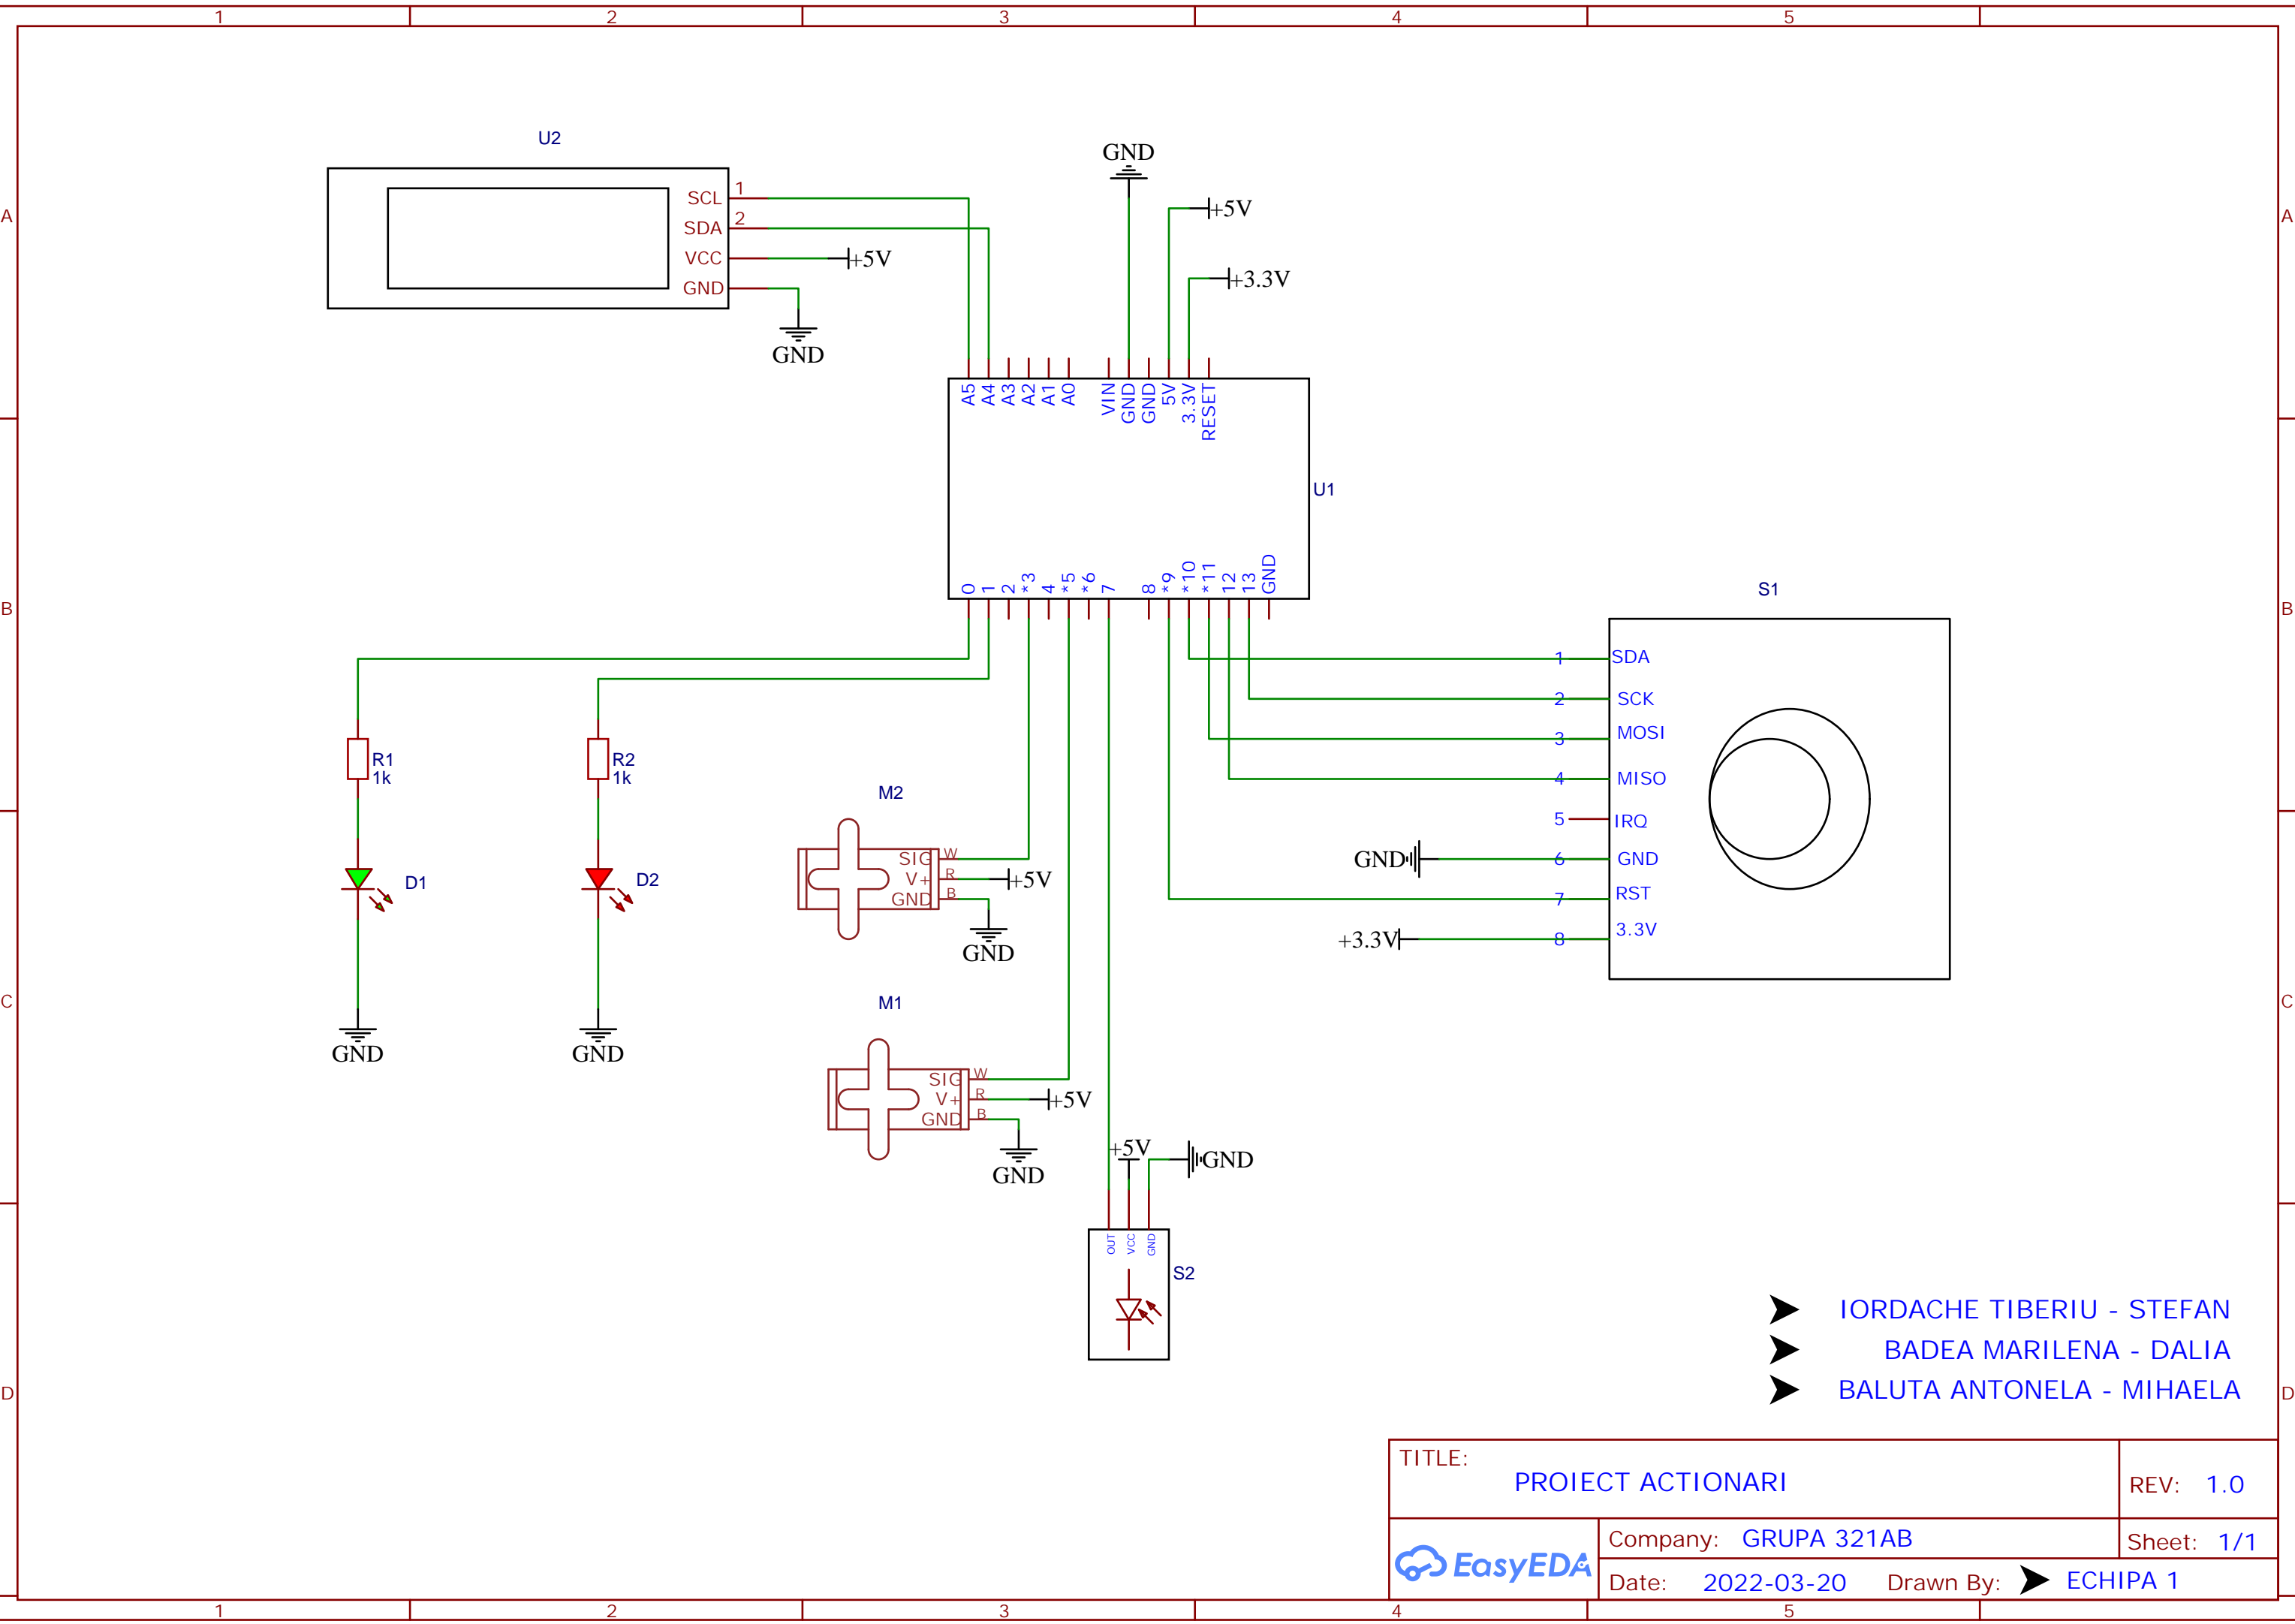 1 2 3 4 5
A A
B B
C C
D D
U2
SCL 1
SDA 2
VCC +5V
GND
GND
GND
+5V
+3.3V
A5 A4 A3 A2 A1 A0 VIN GND GND 5V 3.3V RESET
U1
0 1 2 *3 4 *5 *6 7 8 *9 *10 *11 12 13 GND
S1
1 SDA
2 SCK
3 MOSI
4 MISO
5 IRQ
GND 6 GND
7 RST
+3.3V 8 3.3V
R1
1k
R2
1k
D1
D2
GND
GND
M2
SIG W
V+ R +5V
GND B
GND
M1
SIG W
V+ R +5V
GND B
GND
+5V
GND
OUT VCC GND
S2
IORDACHE TIBERIU - STEFAN
BADEA MARILENA - DALIA
BALUTA ANTONELA - MIHAELA
TITLE:
PROIECT ACTIONARI
REV: 1.0
EasyEDA
Company: GRUPA 321AB
Sheet: 1/1
Date: 2022-03-20 Drawn By: ECHIPA 1
1 2 3 4 5